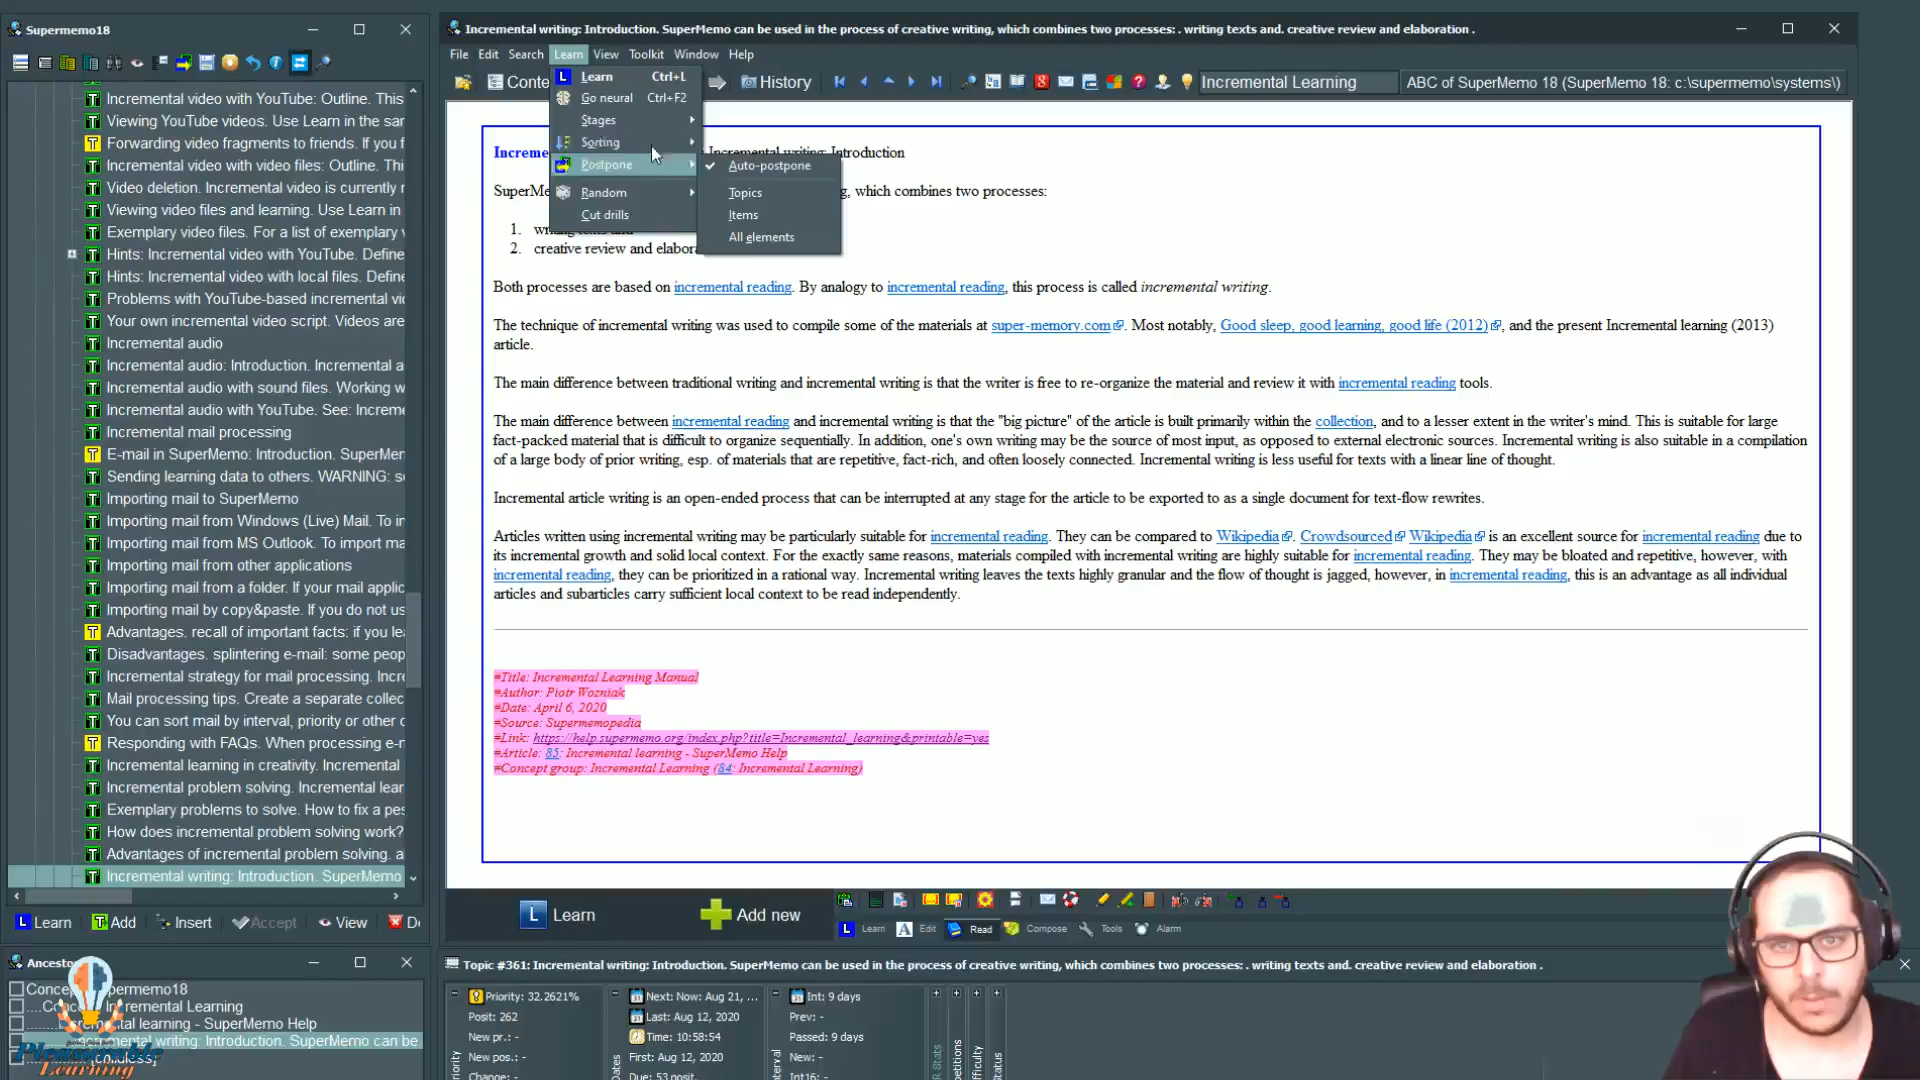 Supermemo18
Incremental video with YouTube: Outline. This
Viewing YouTube videos. Use Learn in the sar
Forwarding video fragments to friends. If you f
Incremental video with video files: Outline. Thi
Video deletion. Incremental video is currently r
Viewing video files and learning. Use Learn in
Exemplary video files. For a list of exemplary v
Hints: Incremental video with YouTube. Define
Hints: Incremental video with local files. Define
Problems with YouTube-based incremental vic
Your own incremental video script. Videos are
Incremental audio
Incremental audio: Introduction. Incremental a
Incremental audio with sound files. Working w
Incremental audio with YouTube. See: Increme
Incremental mail processing
E-mail in SuperMemo: Introduction. SuperMen
Sending learning data to others. WARNING: sc
Importing mail to SuperMemo
Importing mail from Windows (Live) Mail. To in
Importing mail from MS Outlook. To import ma
Importing mail from other applications
Importing mail from a folder. If your mail applic
Importing mail by copy&paste. If you do not us
Advantages. recall of important facts: if you lea
Disadvantages. splintering e-mail: some peop
Incremental strategy for mail processing. Incre
Mail processing tips. Create a separate collec
You can sort mail by interval, priority or other c
Responding with FAQs. When processing e-r
Incremental learning in creativity. Incremental
Incremental problem solving. Incremental lear
Exemplary problems to solve. How to fix a pes
How does incremental problem solving work?
Advantages of incremental problem solving. a
Incremental writing: Introduction. SuperMemo
Learn Add Insert Accept View De
Ancesto
Concep upermemo18
....Conc cremental Learning
........Incremental learning - SuperMemo Help
............Incremental writing: Introduction. SuperMemo can be
[childless]
Pleasurable
Learning
Incremental writing: Introduction. SuperMemo can be used in the process of creative writing, which combines two processes: . writing texts and. creative review and elaboration .
File Edit Search Learn View Toolkit Window Help
Conte History Incremental Learning ABC of SuperMemo 18 (SuperMemo 18: c:\supermemo\systems\)
Learn Ctrl+L
Go neural Ctrl+F2
Stages
Sorting
Postpone
Random
Cut drills
Auto-postpone
Topics
Items
All elements
Increme Incremental writing: Introduction
SuperMe g, which combines two processes:
1. writing texts and
2. creative review and elabora
Both processes are based on incremental reading. By analogy to incremental reading, this process is called incremental writing.
The technique of incremental writing was used to compile some of the materials at super-memory.com. Most notably, Good sleep, good learning, good life (2012), and the present Incremental learning (2013)
article.
The main difference between traditional writing and incremental writing is that the writer is free to re-organize the material and review it with incremental reading tools.
The main difference between incremental reading and incremental writing is that the "big picture" of the article is built primarily within the collection, and to a lesser extent in the writer's mind. This is suitable for large
fact-packed material that is difficult to organize sequentially. In addition, one's own writing may be the source of most input, as opposed to external electronic sources. Incremental writing is also suitable in a compilation
of a large body of prior writing, esp. of materials that are repetitive, fact-rich, and often loosely connected. Incremental writing is less useful for texts with a linear line of thought.
Incremental article writing is an open-ended process that can be interrupted at any stage for the article to be exported to as a single document for text-flow rewrites.
Articles written using incremental writing may be particularly suitable for incremental reading. They can be compared to Wikipedia. Crowdsourced Wikipedia is an excellent source for incremental reading due to
its incremental growth and solid local context. For the exactly same reasons, materials compiled with incremental writing are highly suitable for incremental reading. They may be bloated and repetitive, however, with
incremental reading, they can be prioritized in a rational way. Incremental writing leaves the texts highly granular and the flow of thought is jagged, however, in incremental reading, this is an advantage as all individual
articles and subarticles carry sufficient local context to be read independently.
#Title: Incremental Learning Manual
#Author: Piotr Wozniak
#Date: April 6, 2020
#Source: Supermemopedia
#Link: https://help.supermemo.org/index.php?title=Incremental_learning&printable=yes
#Article: 85: Incremental learning - SuperMemo Help
#Concept group: Incremental Learning (84: Incremental Learning)
Learn Add new
Learn Edit Read Compose Tools Alarm
Topic #361: Incremental writing: Introduction. SuperMemo can be used in the process of creative writing, which combines two processes: . writing texts and. creative review and elaboration .
Priority: 32.2621% Next: Now: Aug 21, ... Int: 9 days
Posit: 262 Last: Aug 12, 2020 Prev: -
New pr.: - Time: 10:58:54 Passed: 9 days
New pos.: - First: Aug 12, 2020 New: -
Change: - Due: 53 posit. Int16: -
Priority Dates Interval R Stats petitions fficulty Status